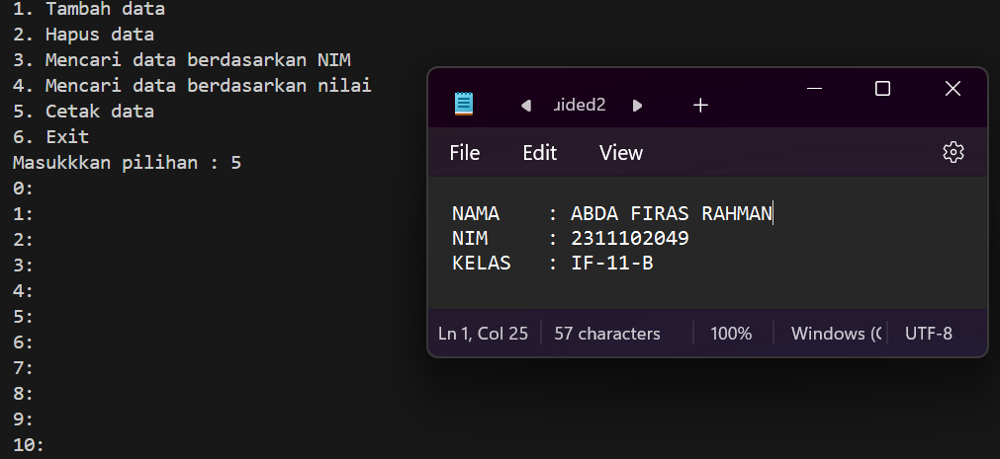 1. Tambah data
2. Hapus data
3. Mencari data berdasarkan NIM
4. Mencari data berdasarkan nilai
5. Cetak data
6. Exit
Masukkkan pilihan : 5
0:
1:
2:
3:
4:
5:
6:
7:
8:
9:
10:
uided2
File Edit View
NAMA : ABDA FIRAS RAHMAN
NIM : 2311102049
KELAS : IF-11-B
Ln 1, Col 25 57 characters 100% Windows (C UTF-8